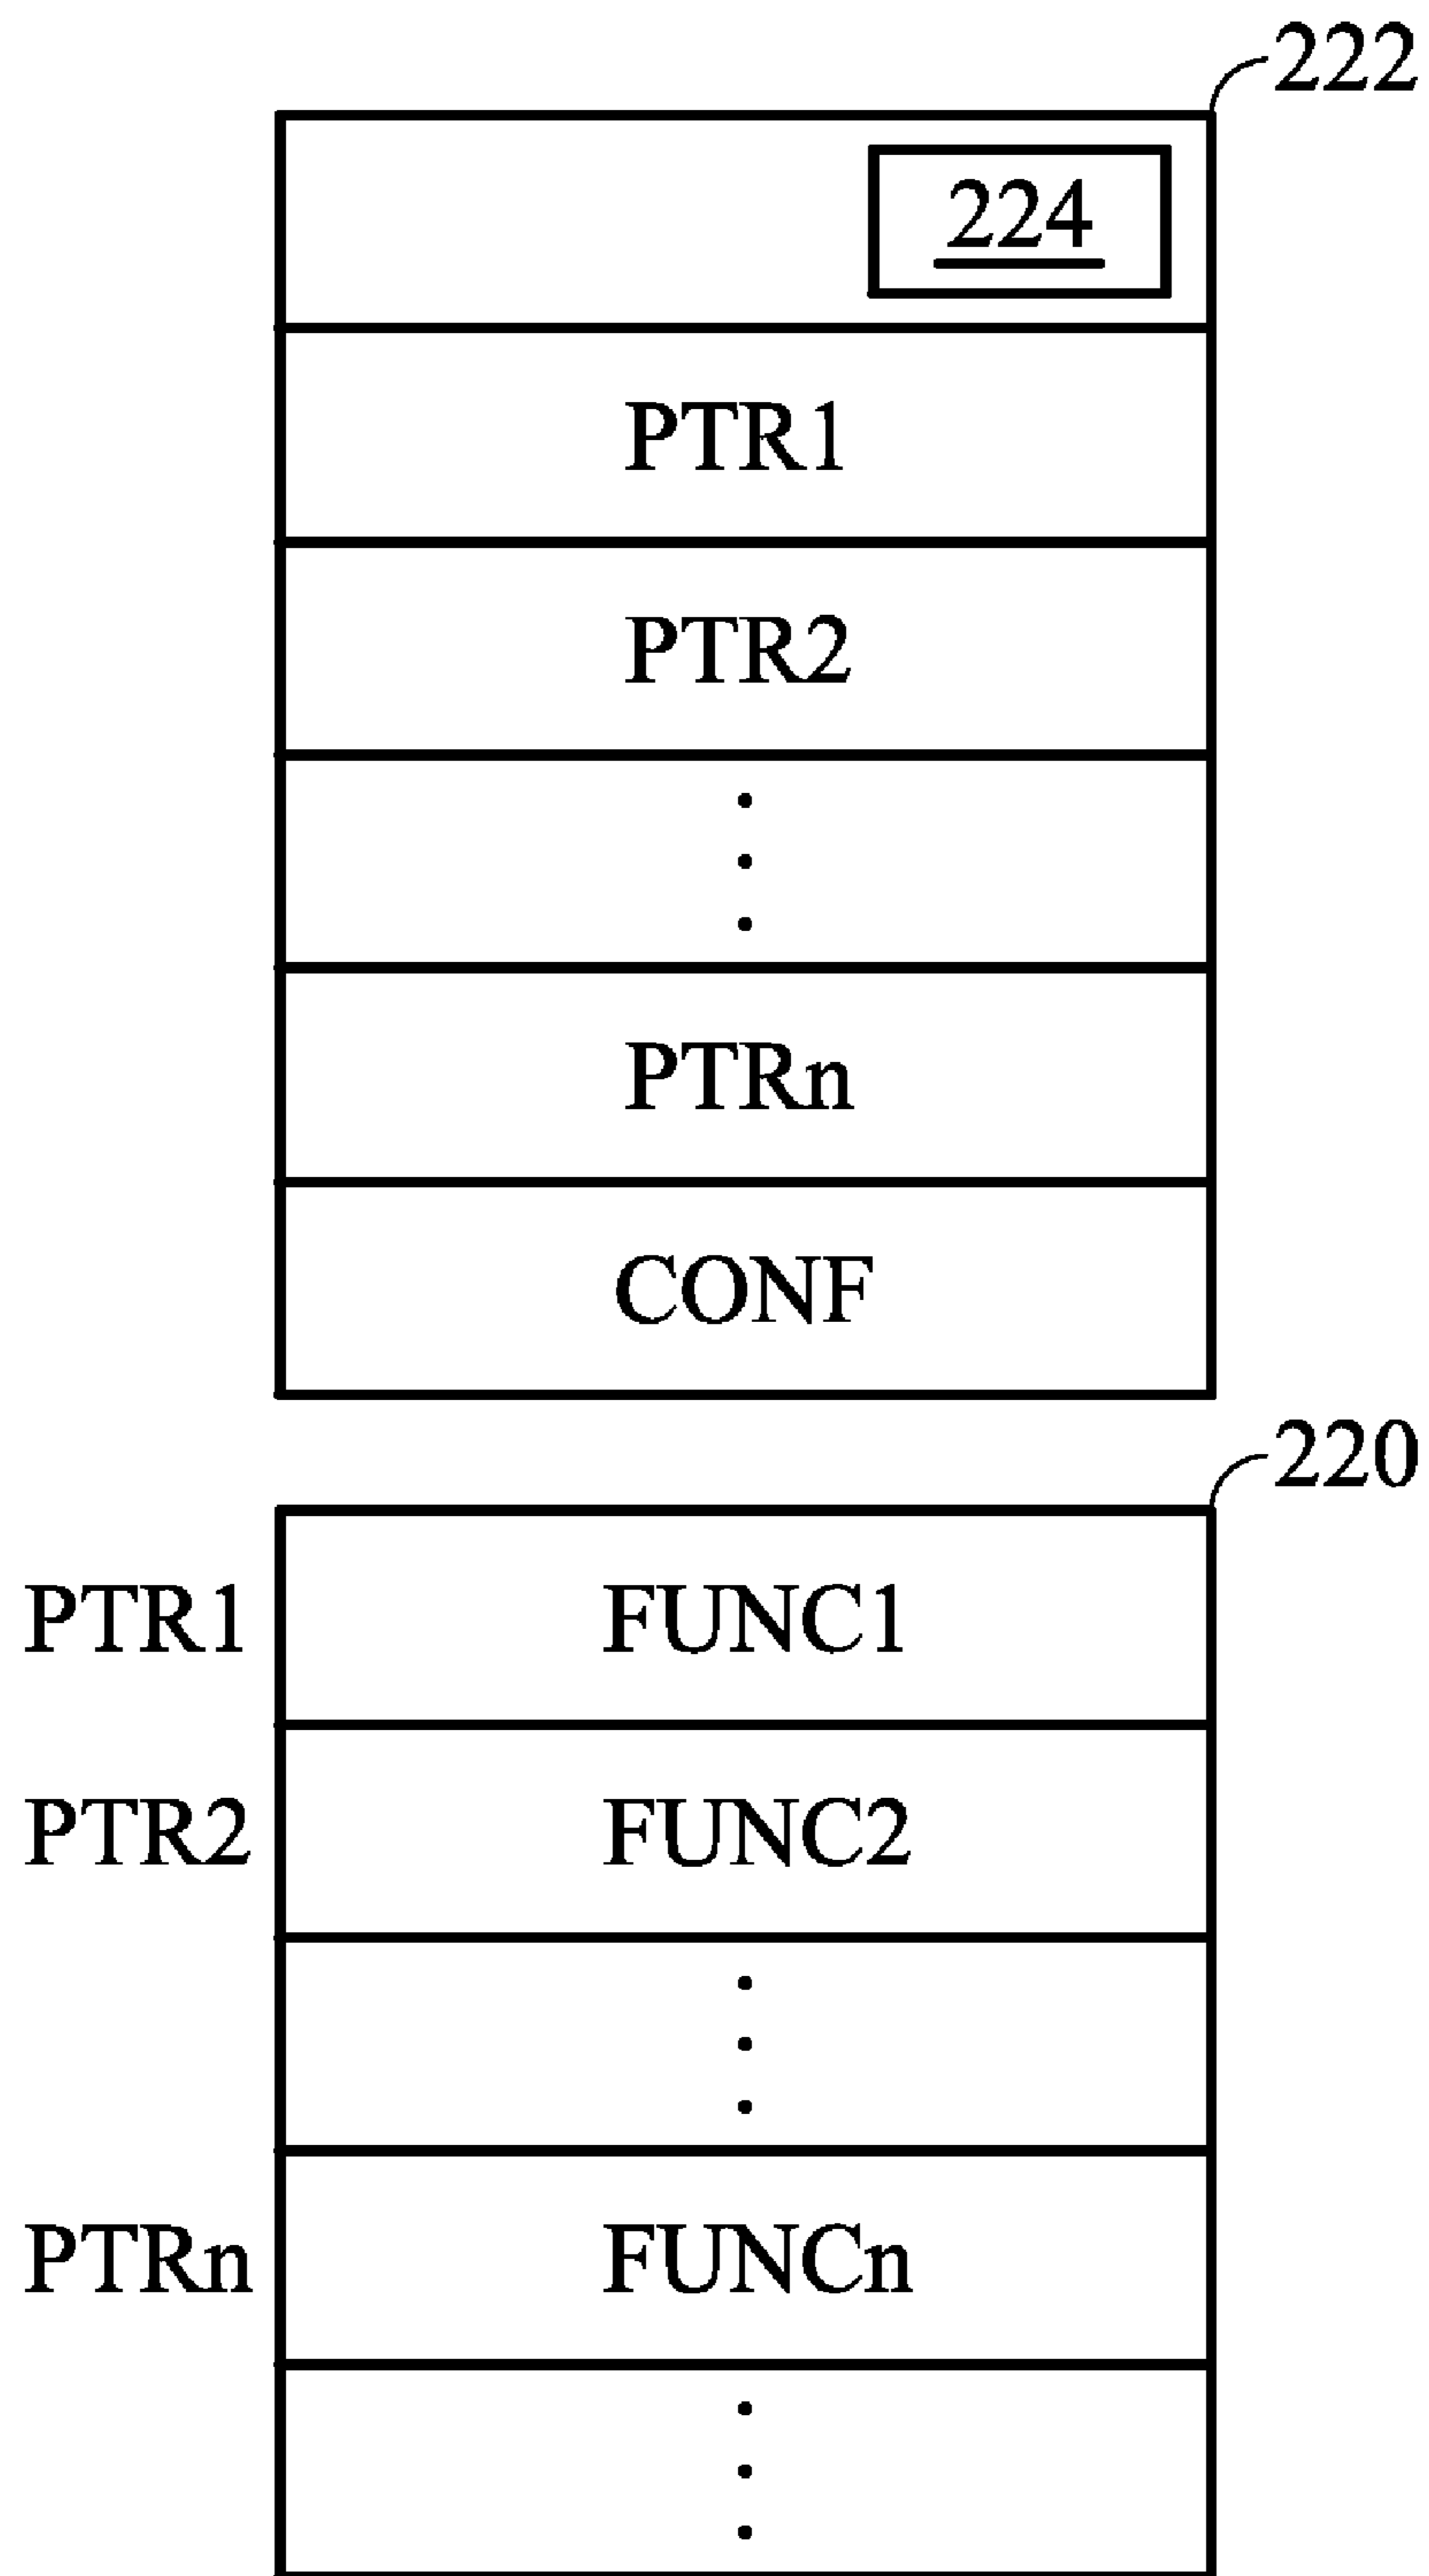 222
224
PTR1
PTR2
PTRn
CONF
220
PTR1 FUNC1
PTR2 FUNC2
PTRn FUNCn